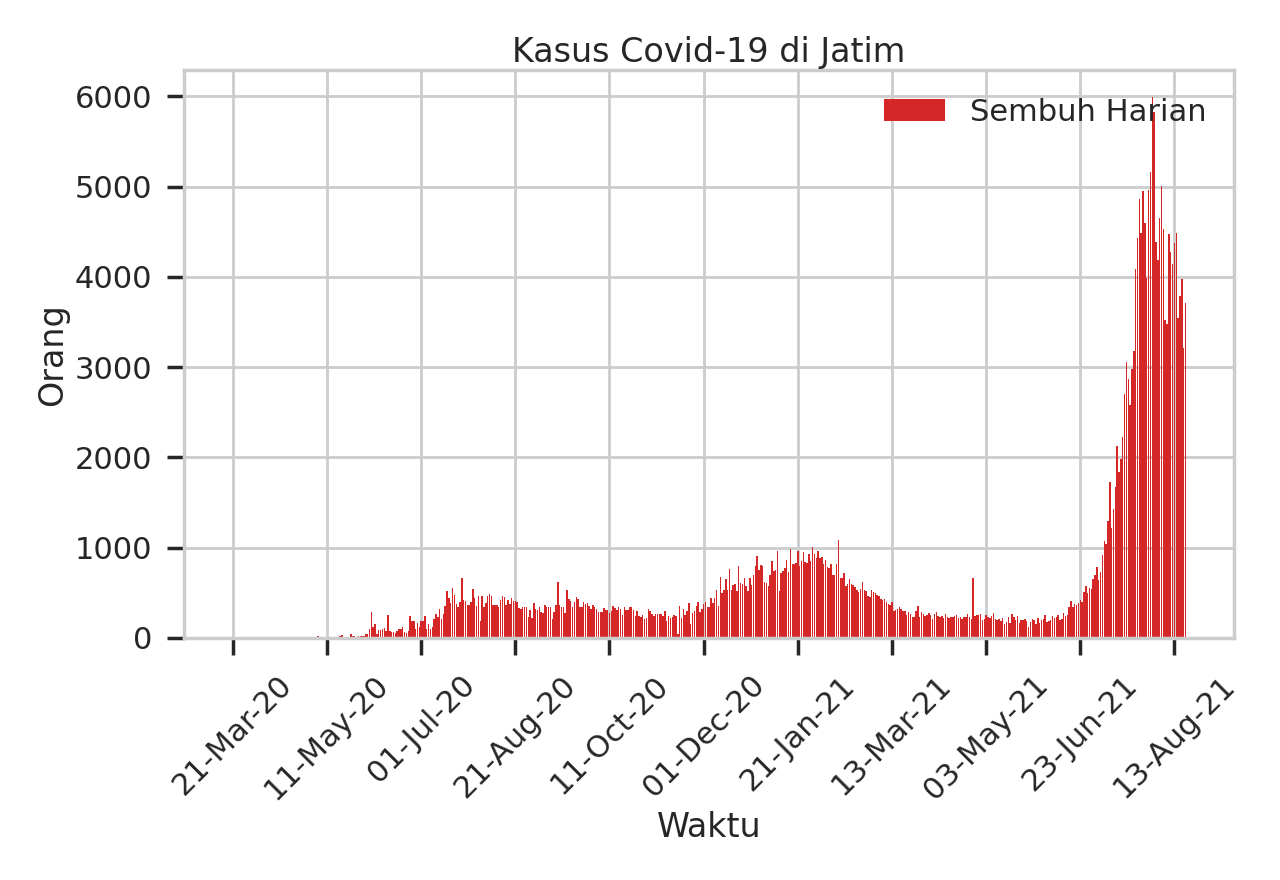 Kasus Covid-19 di Jatim
Sembuh Harian
Orang
6000
5000
4000
3000
2000
1000
0
21-Mar-20
11-May-20
01-Jul-20
21-Aug-20
11-Oct-20
01-Dec-20
21-Jan-21
13-Mar-21
03-May-21
23-Jun-21
13-Aug-21
Waktu